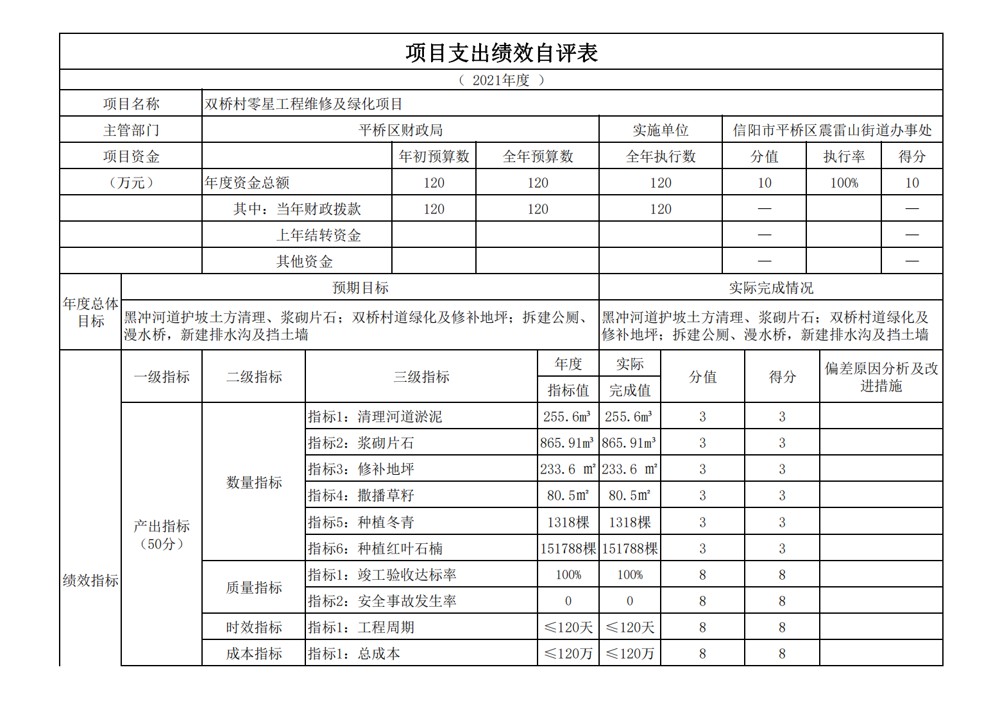 项目支出绩效自评表
（ 2021年度 ）
项目名称 双桥村零星工程维修及绿化项目
主管部门 平桥区财政局 实施单位 信阳市平桥区震雷山街道办事处
项目资金 年初预算数 全年预算数 全年执行数 分值 执行率 得分
（万元） 年度资金总额 120 120 120 10 100% 10
其中：当年财政拨款 120 120 120 — —
上年结转资金 — —
其他资金 — —
年度总体目标 预期目标 实际完成情况
黑冲河道护坡土方清理、浆砌片石；双桥村道绿化及修补地坪；拆建公厕、 黑冲河道护坡土方清理、浆砌片石；双桥村道绿化及
漫水桥，新建排水沟及挡土墙 修补地坪；拆建公厕、漫水桥，新建排水沟及挡土墙
绩效指标 一级指标 二级指标 三级指标 年度指标值 实际完成值 分值 得分 偏差原因分析及改进措施
产出指标（50分） 数量指标 指标1：清理河道淤泥 255.6m³ 255.6m³ 3 3
指标2：浆砌片石 865.91m³ 865.91m³ 3 3
指标3：修补地坪 233.6 ㎡ 233.6 ㎡ 3 3
指标4：撒播草籽 80.5㎡ 80.5㎡ 3 3
指标5：种植冬青 1318棵 1318棵 3 3
指标6：种植红叶石楠 151788棵 151788棵 3 3
质量指标 指标1：竣工验收达标率 100% 100% 8 8
指标2：安全事故发生率 0 0 8 8
时效指标 指标1：工程周期 ≤120天 ≤120天 8 8
成本指标 指标1：总成本 ≤120万 ≤120万 8 8